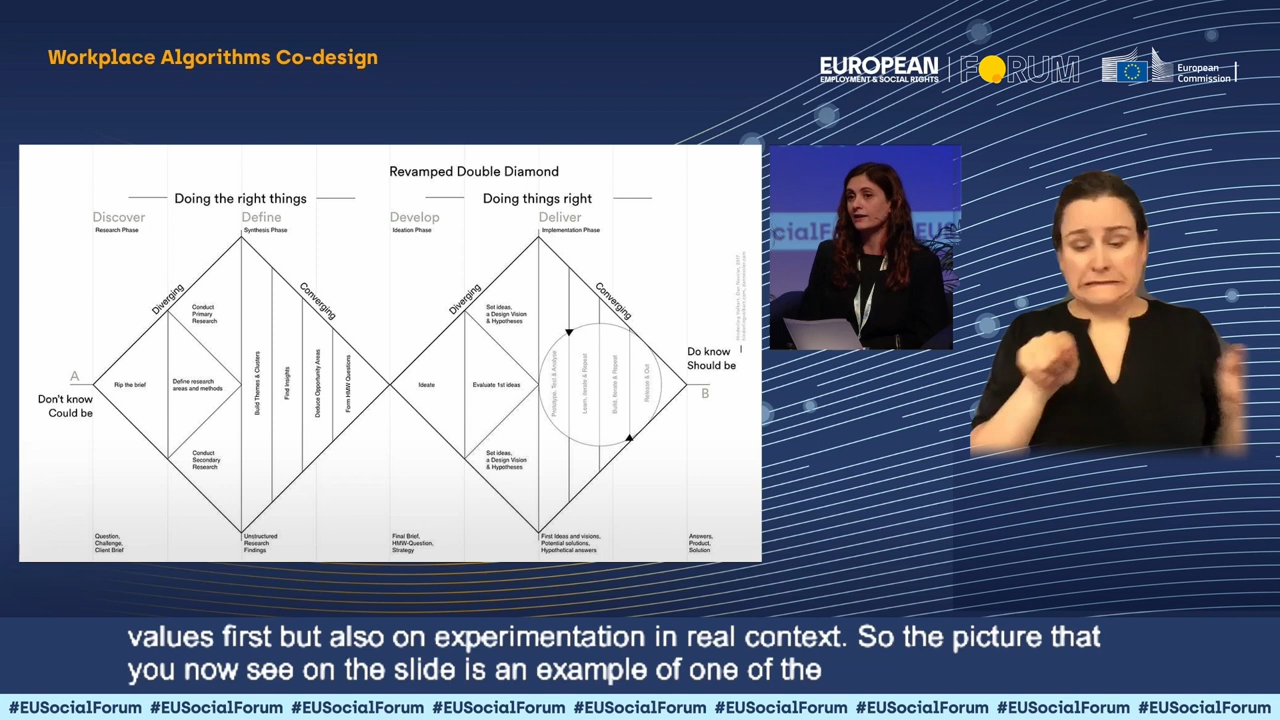 Workplace Algorithms Co-design
EUROPEAN
EMPLOYMENT & SOCIAL RIGHTS
FORUM
European
Commission
Revamped Double Diamond
Doing the right things
Doing things right
Discover
Define
Develop
Deliver
Research Phase
Synthesis Phase
Ideation Phase
Implementation Phase
Diverging
Converging
Diverging
Converging
Conduct
Primary
Research
Set ideas,
a Design Vision
& Hypotheses
A
Don't know
Could be
Rip the brief
Define research
areas and methods
Build Themes & Clusters
Find Insights
Deduce Opportunity Areas
Form HMW Questions
Ideate
Evaluate 1st ideas
Prototype, Test & Analyse
Learn, Iterate & Repeat
Build, Iterate & Repeat
Release & Out
Do know
Should be
B
Conduct
Secondary
Research
Set ideas,
a Design Vision
& Hypotheses
Question,
Challenge,
Client Brief
Unstructured
Research
Findings
Final Brief,
HMW-Question,
Strategy
First Ideas and visions,
Potential solutions,
Hypothetical answers
Answers,
Product,
Solution
cialF
EUS
values first but also on experimentation in real context. So the picture that
you now see on the slide is an example of one of the
#EUSocialForum #EUSocialForum #EUSocialForum #EUSocialForum #EUSocialForum #EUSocialForum #EUSocialForum #EUSocialForum #EUSocialForum